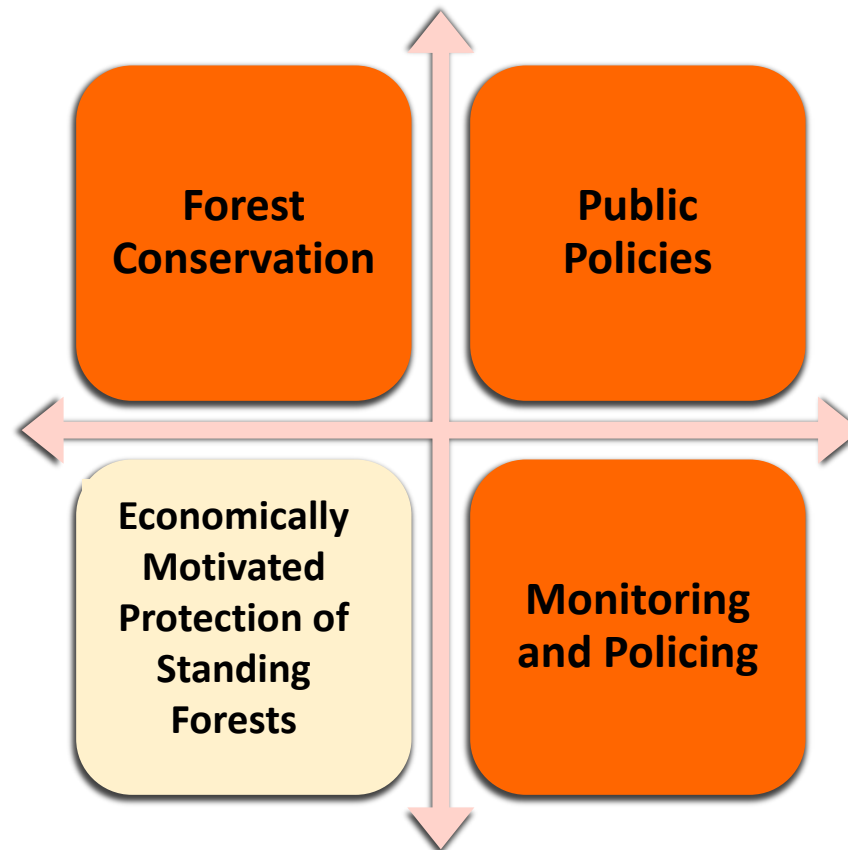 Forest
Conservation
Public
Policies
Economically
Motivated
Protection of
Standing
Forests
Monitoring
and Policing